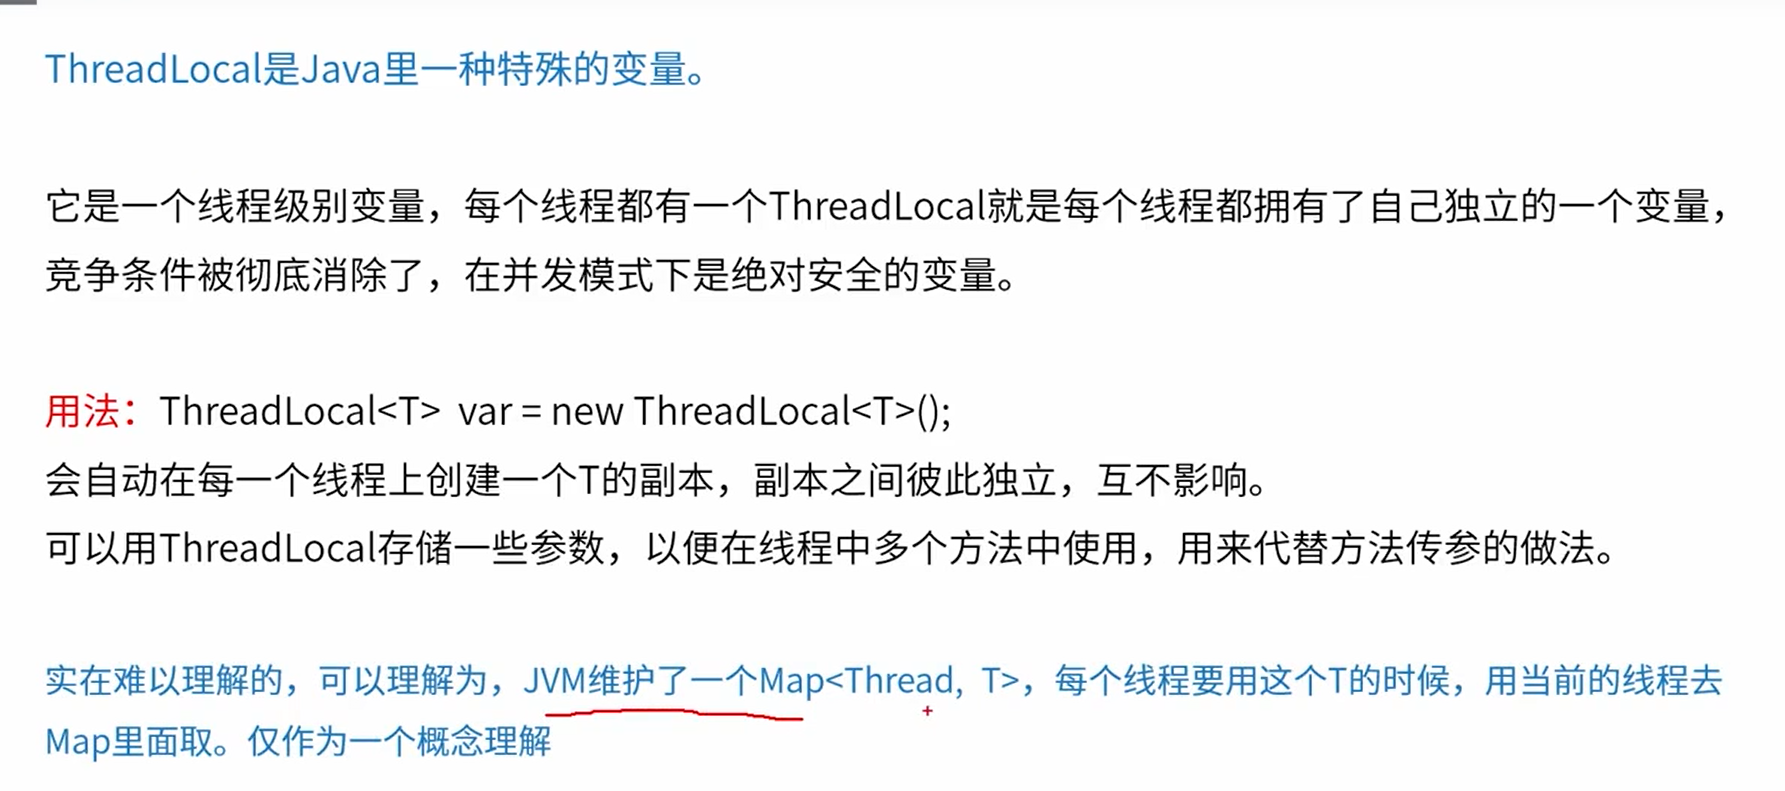 ThreadLocal是Java里一种特殊的变量。
它是一个线程级别变量，每个线程都有一个ThreadLocal就是每个线程都拥有了自己独立的一个变量，
竞争条件被彻底消除了，在并发模式下是绝对安全的变量。
用法：ThreadLocal<T> var = new ThreadLocal<T>();
会自动在每一个线程上创建一个T的副本，副本之间彼此独立，互不影响。
可以用ThreadLocal存储一些参数，以便在线程中多个方法中使用，用来代替方法传参的做法。
实在难以理解的，可以理解为，JVM维护了一个Map<Thread, T>，每个线程要用这个T的时候，用当前的线程去
Map里面取。仅作为一个概念理解